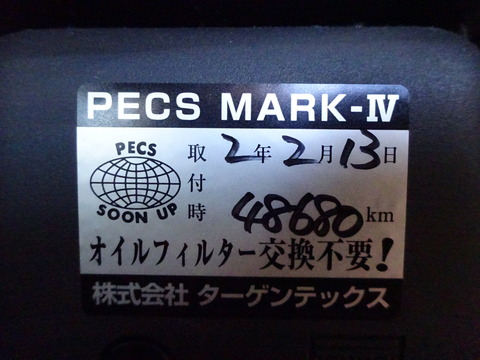 PECS MARK-Ⅳ
PECS
SOON UP
取付時
2年2月13日
48680km
オイルフィルター交換不要!
株式会社 ターゲンテックス